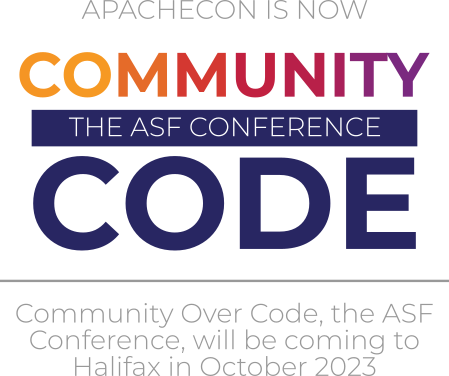 APACHECON IS NOW
COMMUNITY
THE ASF CONFERENCE
CODE
Community Over Code, the ASF
Conference, will be coming to
Halifax in October 2023